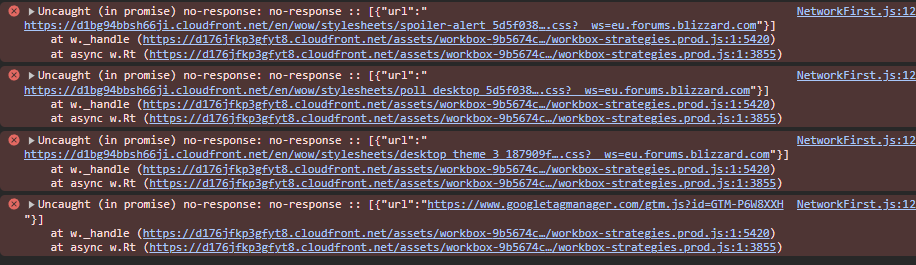 Uncaught (in promise) no-response: no-response :: [{"url":" NetworkFirst.js:12
https://d1bg94bbsh66ji.cloudfront.net/en/wow/stylesheets/spoiler-alert_5d5f038….css?__ws=eu.forums.blizzard.com"}]
at w._handle (https://d176jfkp3gfyt8.cloudfront.net/assets/workbox-9b5674c…/workbox-strategies.prod.js:1:5420)
at async w.Rt (https://d176jfkp3gfyt8.cloudfront.net/assets/workbox-9b5674c…/workbox-strategies.prod.js:1:3855)
Uncaught (in promise) no-response: no-response :: [{"url":" NetworkFirst.js:12
https://d1bg94bbsh66ji.cloudfront.net/en/wow/stylesheets/poll_desktop_5d5f038….css?__ws=eu.forums.blizzard.com"}]
at w._handle (https://d176jfkp3gfyt8.cloudfront.net/assets/workbox-9b5674c…/workbox-strategies.prod.js:1:5420)
at async w.Rt (https://d176jfkp3gfyt8.cloudfront.net/assets/workbox-9b5674c…/workbox-strategies.prod.js:1:3855)
Uncaught (in promise) no-response: no-response :: [{"url":" NetworkFirst.js:12
https://d1bg94bbsh66ji.cloudfront.net/en/wow/stylesheets/desktop_theme_3_187909f….css?__ws=eu.forums.blizzard.com"}]
at w._handle (https://d176jfkp3gfyt8.cloudfront.net/assets/workbox-9b5674c…/workbox-strategies.prod.js:1:5420)
at async w.Rt (https://d176jfkp3gfyt8.cloudfront.net/assets/workbox-9b5674c…/workbox-strategies.prod.js:1:3855)
Uncaught (in promise) no-response: no-response :: [{"url":"https://www.googletagmanager.com/gtm.js?id=GTM-P6W8XXH NetworkFirst.js:12
"}]
at w._handle (https://d176jfkp3gfyt8.cloudfront.net/assets/workbox-9b5674c…/workbox-strategies.prod.js:1:5420)
at async w.Rt (https://d176jfkp3gfyt8.cloudfront.net/assets/workbox-9b5674c…/workbox-strategies.prod.js:1:3855)